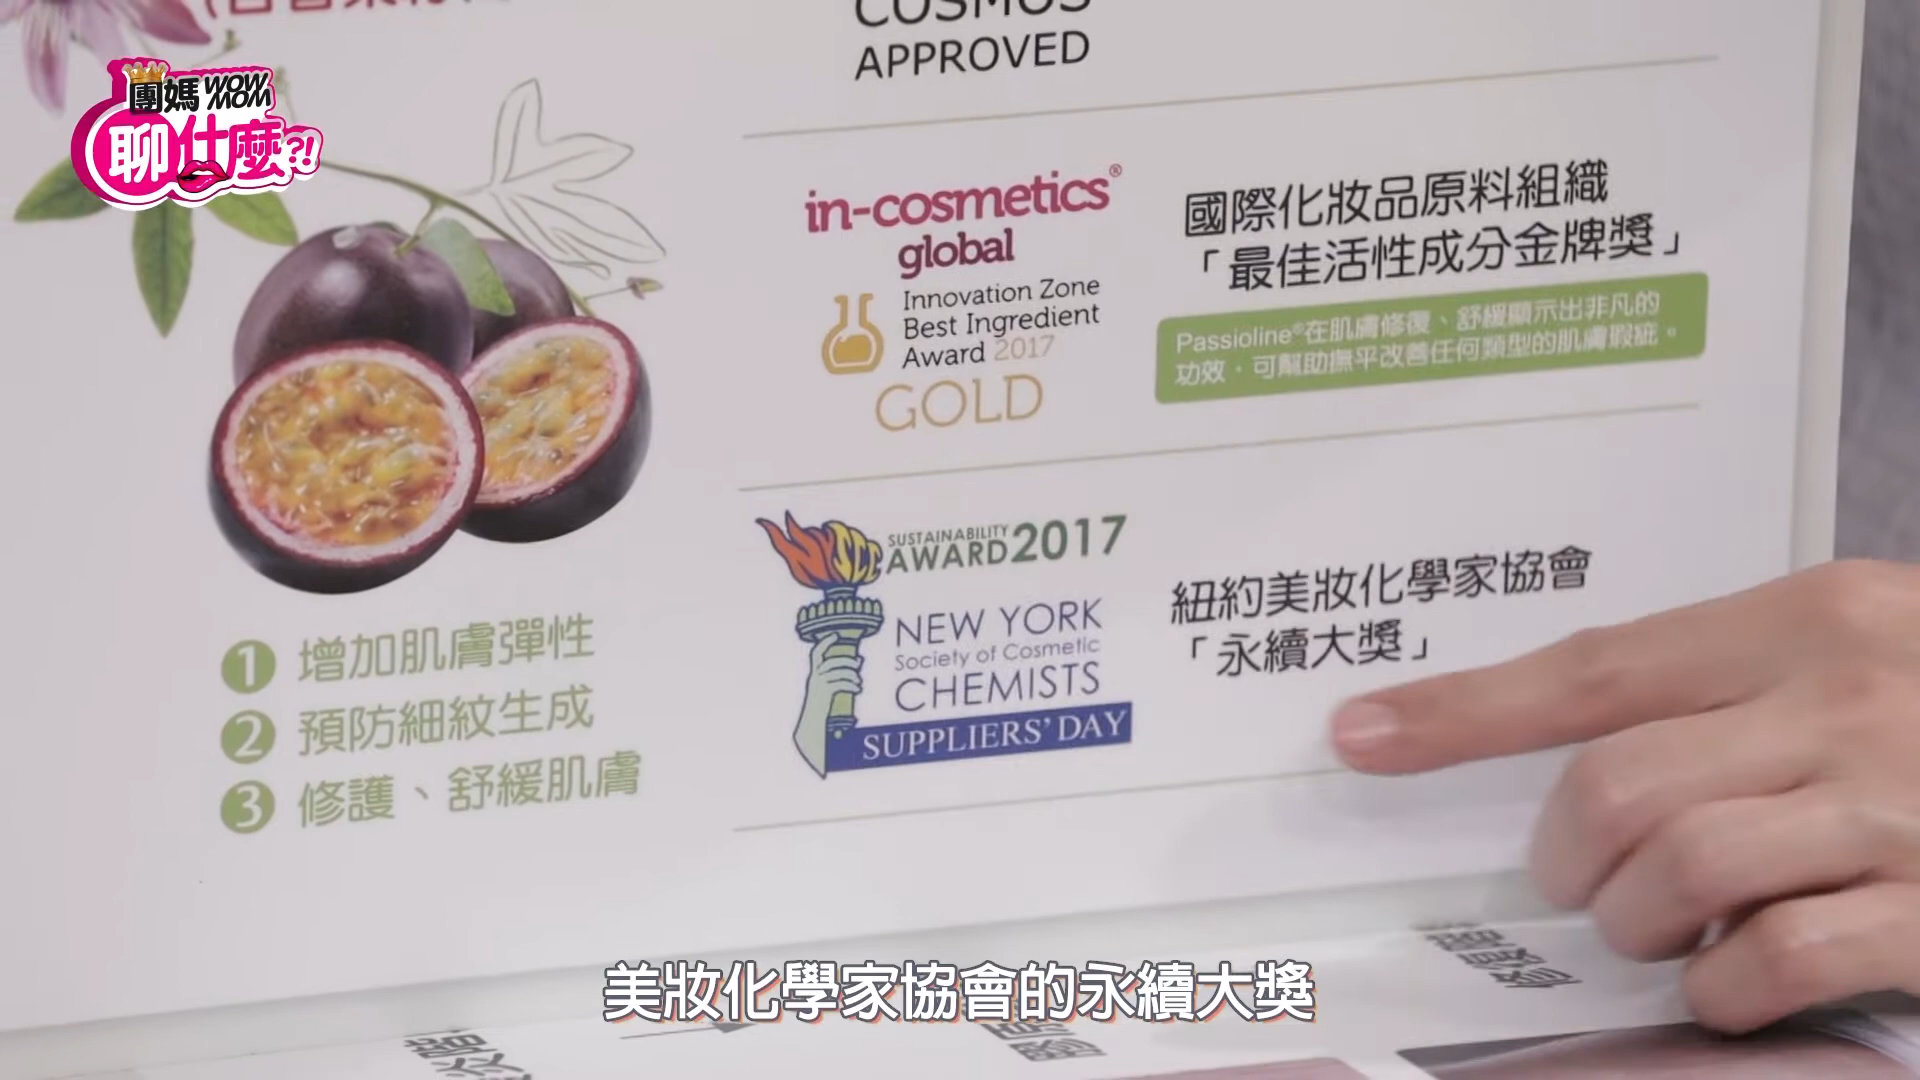 COSMOS
APPROVED
團媽 WOW MOM
聊什麼?!
in-cosmetics®
global
Innovation Zone
Best Ingredient
Award 2017
GOLD
國際化妝品原料組織
「最佳活性成分金牌獎」
Passioline®在肌膚修復、舒緩顯示出非凡的
功效,可幫助撫平改善任何類型的肌膚瑕疵。
NYSCC
SUSTAINABILITY
AWARD 2017
NEW YORK
Society of Cosmetic
CHEMISTS
SUPPLIERS' DAY
紐約美妝化學家協會
「永續大獎」
1 增加肌膚彈性
2 預防細紋生成
3 修護、舒緩肌膚
美妝化學家協會的永續大獎